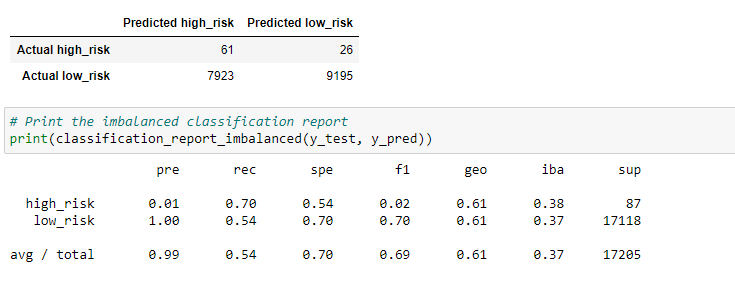 Predicted high_risk Predicted low_risk
Actual high_risk 61 26
Actual low_risk 7923 9195
# Print the imbalanced classification report
print(classification_report_imbalanced(y_test, y_pred))
pre rec spe f1 geo iba sup
high_risk 0.01 0.70 0.54 0.02 0.61 0.38 87
low_risk 1.00 0.54 0.70 0.70 0.61 0.37 17118
avg / total 0.99 0.54 0.70 0.69 0.61 0.37 17205